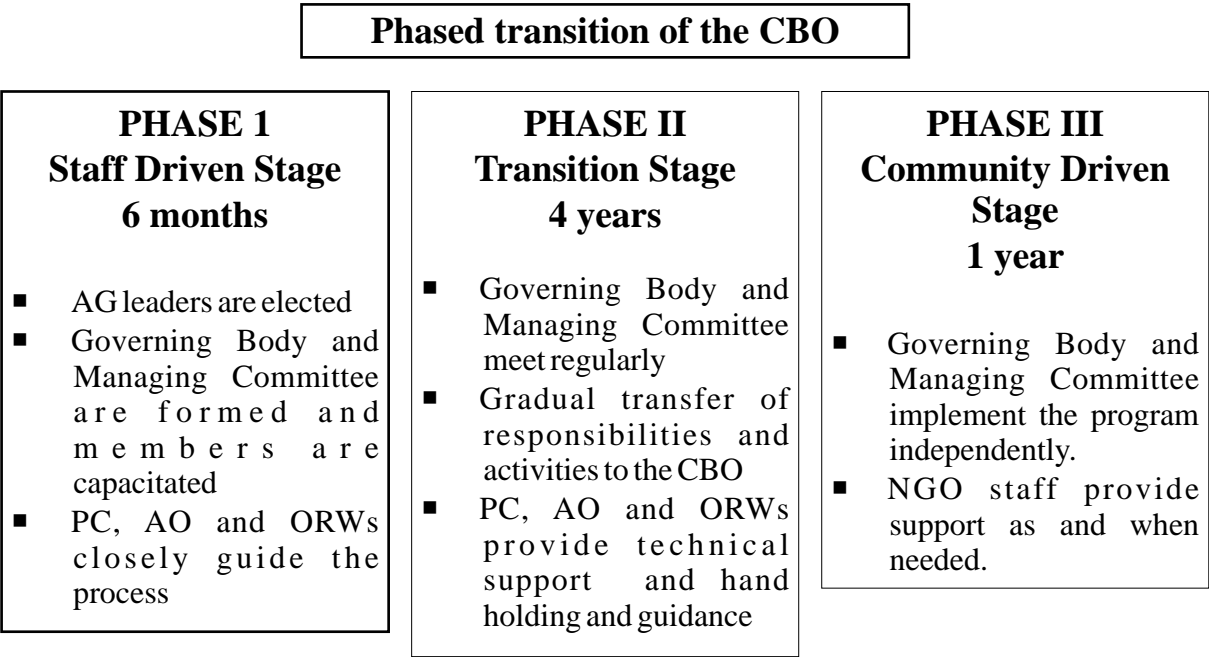 Phased transition of the CBO
PHASE 1
Staff Driven Stage
6 months
■ AG leaders are elected
■ Governing Body and
Managing Committee
are formed and
members are
capacitated
■ PC, AO and ORWs
closely guide the
process
PHASE II
Transition Stage
4 years
■ Governing Body and
Managing Committee
meet regularly
■ Gradual transfer of
responsibilities and
activities to the CBO
■ PC, AO and ORWs
provide technical
support and hand
holding and guidance
PHASE III
Community Driven
Stage
1 year
■ Governing Body and
Managing Committee
implement the program
independently.
■ NGO staff provide
support as and when
needed.